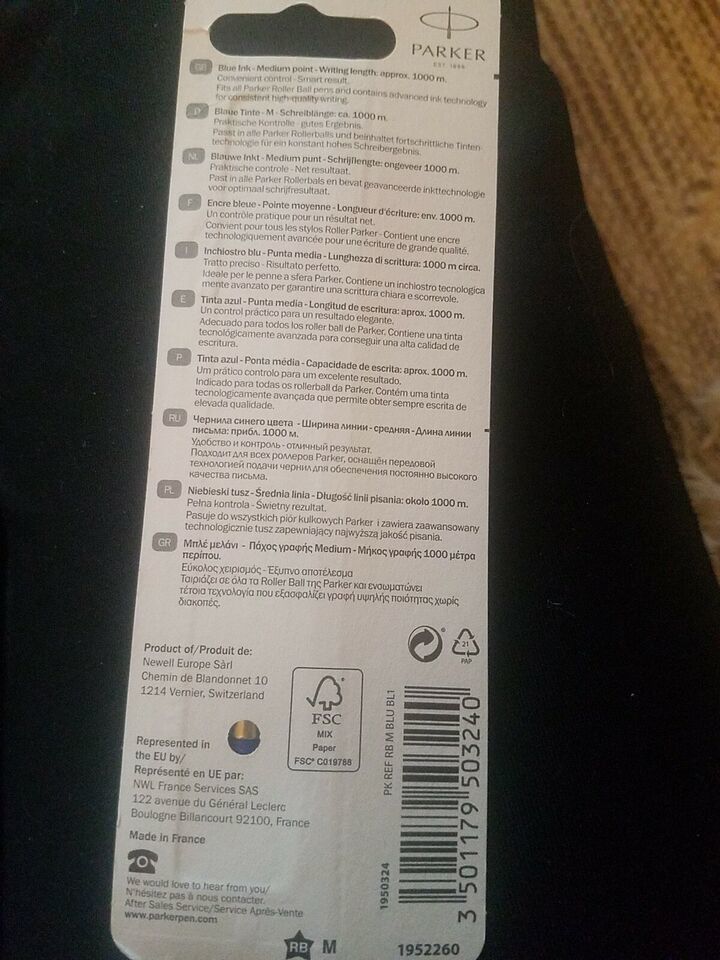 PARKER
EST. 1888
GB
Blue Ink - Medium point - Writing length: approx. 1000 m.
Convenient control - Smart result.
Fits all Parker Roller Ball pens and contains advanced ink technology
for consistent high-quality writing.
D
Blaue Tinte - M - Schreiblänge: ca. 1000 m.
Praktische Kontrolle - gutes Ergebnis.
Passt in alle Parker Rollerballs und beinhaltet fortschrittliche Tinten-
technologie für ein konstant hohes Schreibergebnis.
NL
Blauwe Inkt - Medium punt - Schrijflengte: ongeveer 1000 m.
Praktische controle - Net resultaat.
Past in alle Parker Rollerbals en bevat geavanceerde inkttechnologie
voor optimaal schrijfresultaat.
F
Encre bleue - Pointe moyenne - Longueur d'écriture: env. 1000 m.
Un contrôle pratique pour un résultat net.
Convient pour tous les stylos Roller Parker - Contient une encre
technologiquement avancée pour une écriture de grande qualité.
I
Inchiostro blu - Punta media - Lunghezza di scrittura: 1000 m circa.
Tratto preciso - Risultato perfetto.
Ideale per le penne a sfera Parker. Contiene un inchiostro tecnologica
mente avanzato per garantire una scrittura chiara e scorrevole.
E
Tinta azul - Punta media - Longitud de escritura: aprox. 1000 m.
Un control práctico para un resultado elegante.
Adecuado para todos los roller ball de Parker. Contiene una tinta
tecnológicamente avanzada para conseguir una alta calidad de
escritura.
P
Tinta azul - Ponta média - Capacidade de escrita: aprox. 1000 m.
Um prático controlo para um excelente resultado.
Indicado para todas os rollerball da Parker. Contém uma tinta
tecnologicamente avançada que permite obter sempre escrita de
elevada qualidade.
RU
Чернила синего цвета - Ширина линии - средняя - Длина линии
письма: прибл. 1000 м.
Удобство и контроль - отличный результат.
Подходит для всех роллеров Parker, оснащён передовой
технологией подачи чернил для обеспечения постоянно высокого
качества письма.
PL
Niebieski tusz - Średnia linia - Długość linii pisania: około 1000 m.
Pełna kontrola - Świetny rezultat.
Pasuje do wszystkich piór kulkowych Parker i zawiera zaawansowany
technologicznie tusz zapewniający najwyższą jakość pisania.
GR
Μπλέ μελάνι - Πάχος γραφής Medium - Μήκος γραφής 1000 μέτρα
περίπου.
Εύκολος χειρισμός - Έξυπνο αποτέλεσμα
Ταιριάζει σε όλα τα Roller Ball της Parker και ενσωματώνει
τέτοια τεχνολογία που εξασφαλίζει γραφή υψηλής ποιότητας χωρίς
διακοπές.
21
PAP
Product of/Produit de:
Newell Europe Sàrl
Chemin de Blandonnet 10
1214 Vernier, Switzerland
FSC
MIX
Paper
FSC® C019788
Represented in
the EU by/
Représenté en UE par:
NWL France Services SAS
122 avenue du Général Leclerc
Boulogne Billancourt 92100, France
Made in France
We would love to hear from you/
N'hésitez pas à nous contacter.
After Sales Service/Service Après-Vente
www.parkerpen.com
PK REF RB M BLU BL1
3 501179 503240
1950324
RB M
1952260